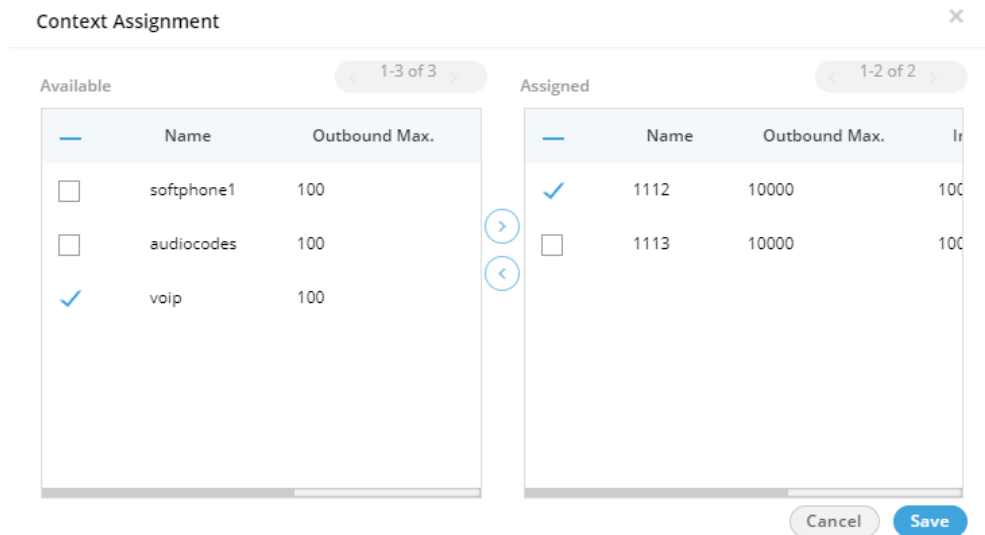 Context Assignment
Available
1-3 of 3
Name Outbound Max.
softphone1 100
audiocodes 100
voip 100
Assigned
1-2 of 2
Name Outbound Max.
1112 10000
1113 10000
Cancel Save